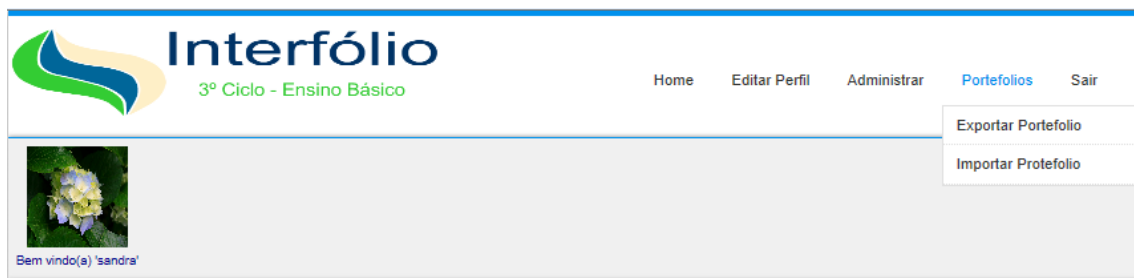 Interfólio
3º Ciclo - Ensino Básico
Home Editar Perfil Administrar Portefolios Sair
Exportar Portefolio
Importar Protefolio
Bem vindo(a) 'sandra'